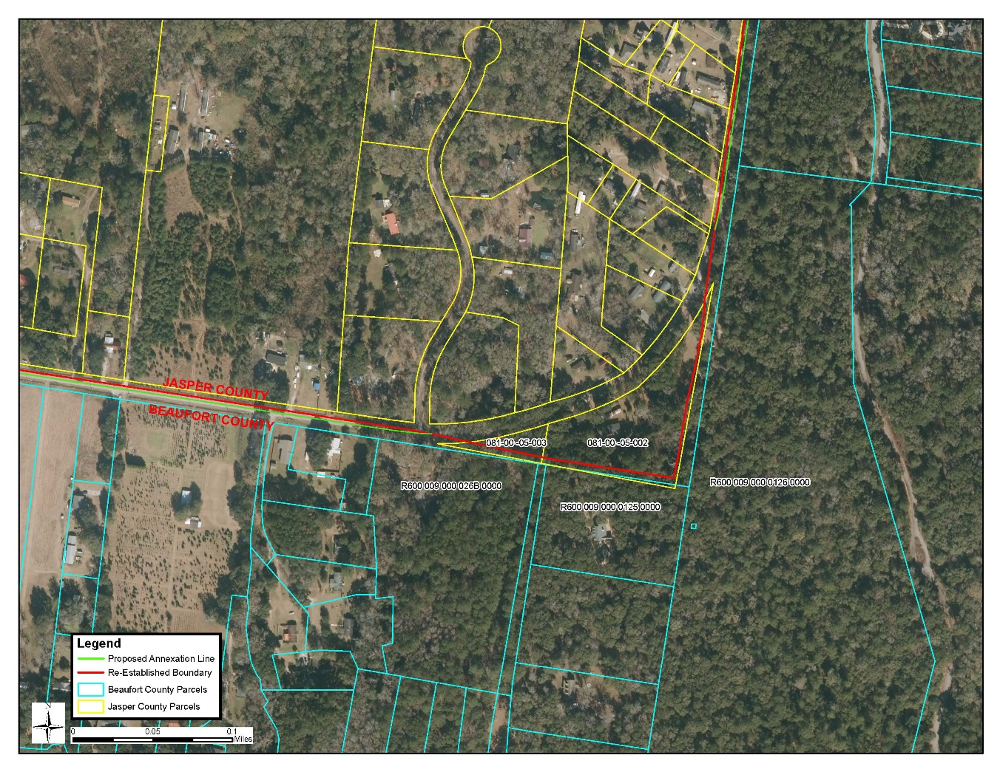 JASPER COUNTY
BEAUFORT COUNTY
081-00 -05-003
081-00 -05-002
R600 009 000 026B 0000
R600 009 000 0126 0000
R600 009 000 0125 0000
Legend
Proposed Annexation Line
Re-Established Boundary
Beaufort County Parcels
Jasper County Parcels
N
0 0.05 0.1
Miles